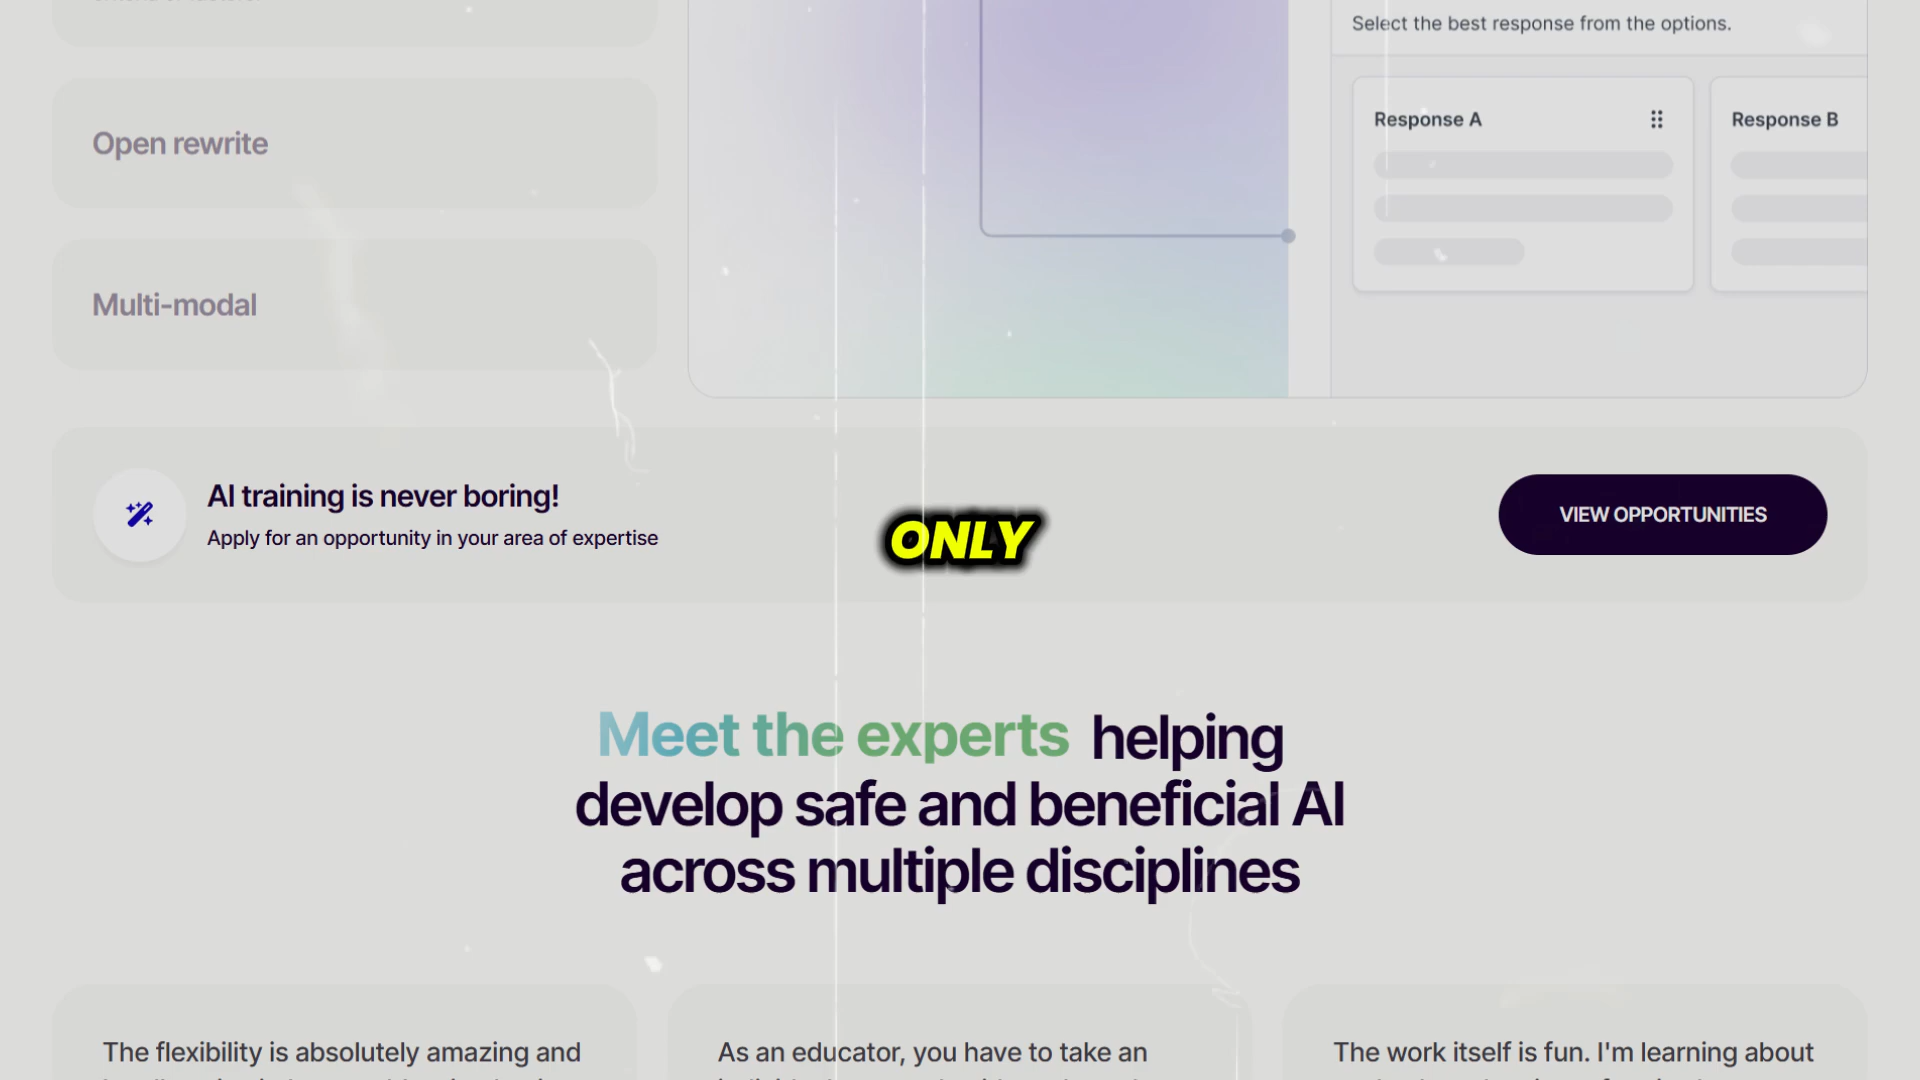 Select the best response from the options.
Response A
Response B
Open rewrite
Multi-modal
AI training is never boring!
Apply for an opportunity in your area of expertise
ONLY
VIEW OPPORTUNITIES
Meet the experts helping
develop safe and beneficial AI
across multiple disciplines
The flexibility is absolutely amazing and
As an educator, you have to take an
The work itself is fun. I'm learning about